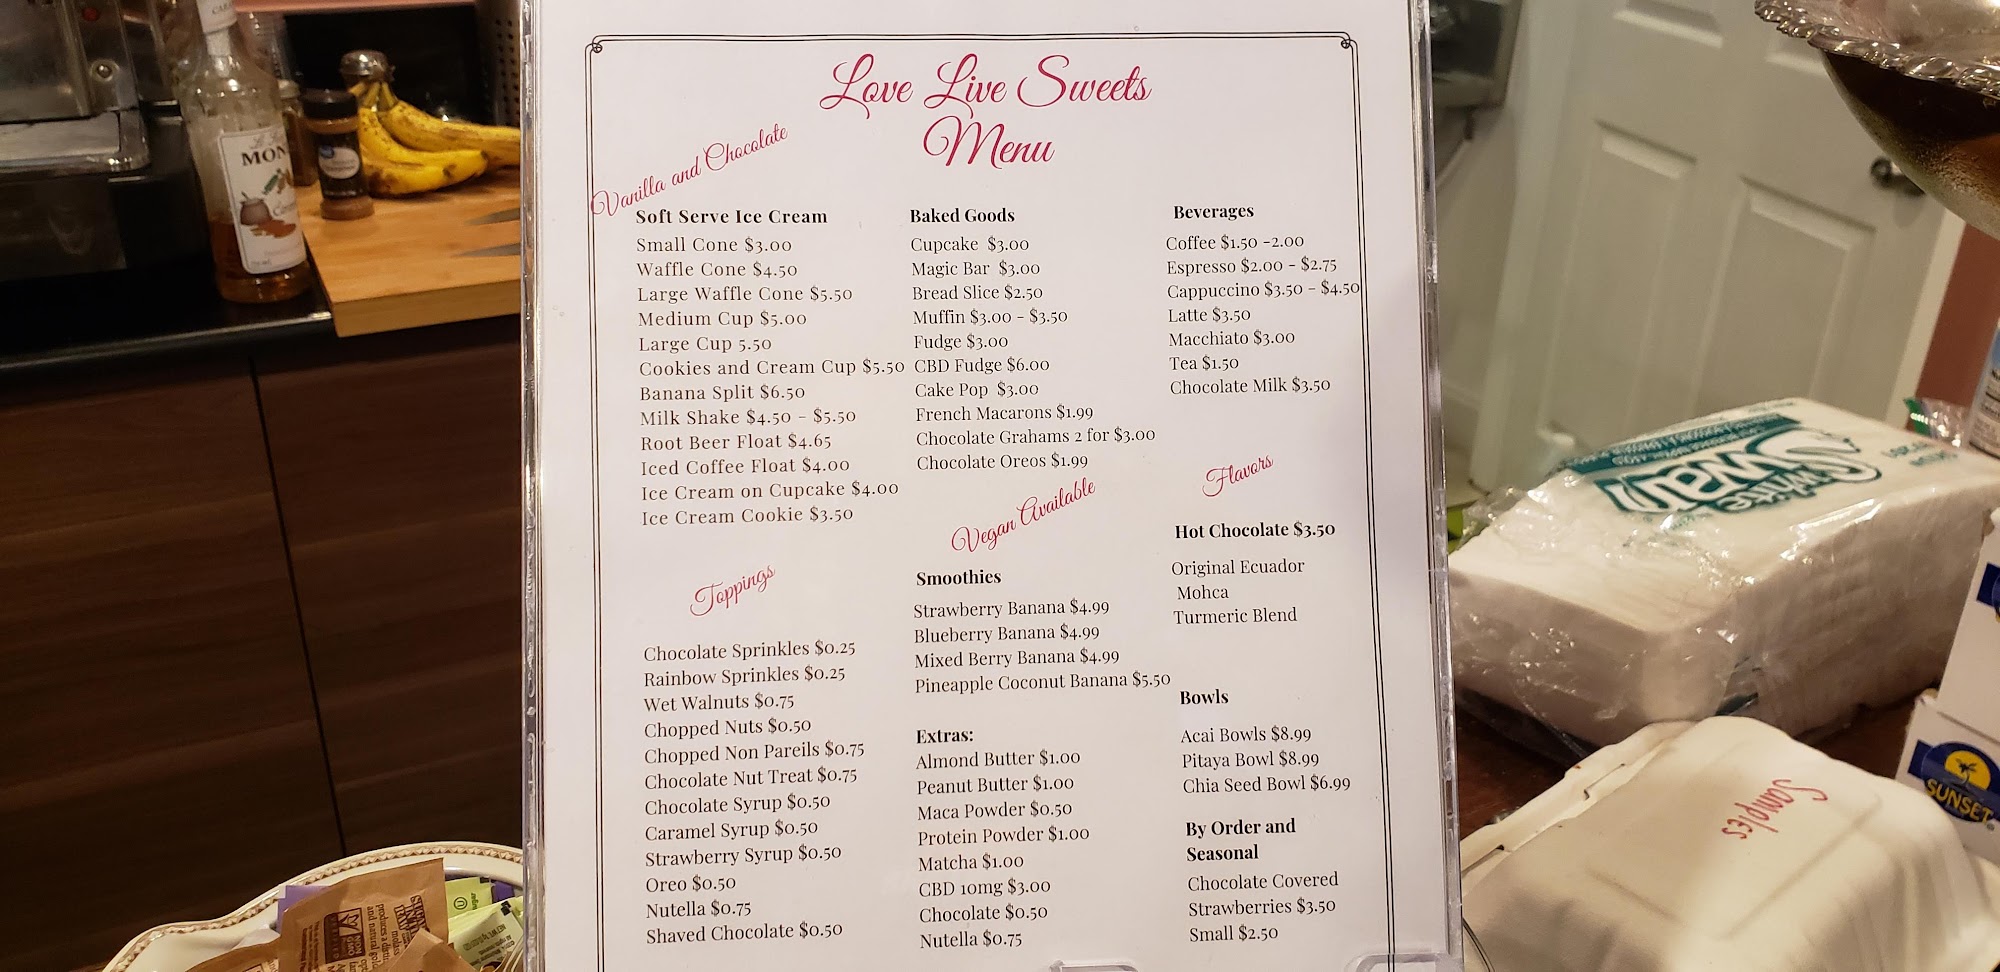 Love Live Sweets
Menu
Vanilla and Chocolate
Soft Serve Ice Cream
Small Cone $3.00
Waffle Cone $4.50
Large Waffle Cone $5.50
Medium Cup $5.00
Large Cup 5.50
Cookies and Cream Cup $5.50
Banana Split $6.50
Milk Shake $4.50 - $5.50
Root Beer Float $4.65
Iced Coffee Float $4.00
Ice Cream on Cupcake $4.00
Ice Cream Cookie $3.50
Toppings
Chocolate Sprinkles $0.25
Rainbow Sprinkles $0.25
Wet Walnuts $0.75
Chopped Nuts $0.50
Chopped Non Pareils $0.75
Chocolate Nut Treat $0.75
Chocolate Syrup $0.50
Caramel Syrup $0.50
Strawberry Syrup $0.50
Oreo $0.50
Nutella $0.75
Shaved Chocolate $0.50
Baked Goods
Cupcake $3.00
Magic Bar $3.00
Bread Slice $2.50
Muffin $3.00 - $3.50
Fudge $3.00
CBD Fudge $6.00
Cake Pop $3.00
French Macarons $1.99
Chocolate Grahams 2 for $3.00
Chocolate Oreos $1.99
Vegan Available
Smoothies
Strawberry Banana $4.99
Blueberry Banana $4.99
Mixed Berry Banana $4.99
Pineapple Coconut Banana $5.50
Extras:
Almond Butter $1.00
Peanut Butter $1.00
Maca Powder $0.50
Protein Powder $1.00
Matcha $1.00
CBD 10mg $3.00
Chocolate $0.50
Nutella $0.75
Beverages
Coffee $1.50 -2.00
Espresso $2.00 - $2.75
Cappuccino $3.50 - $4.50
Latte $3.50
Macchiato $3.00
Tea $1.50
Chocolate Milk $3.50
Flavors
Hot Chocolate $3.50
Original Ecuador
Mohca
Turmeric Blend
Bowls
Acai Bowls $8.99
Pitaya Bowl $8.99
Chia Seed Bowl $6.99
By Order and
Seasonal
Chocolate Covered
Strawberries $3.50
Small $2.50
MON
white
Swan
Samples
SUNSET